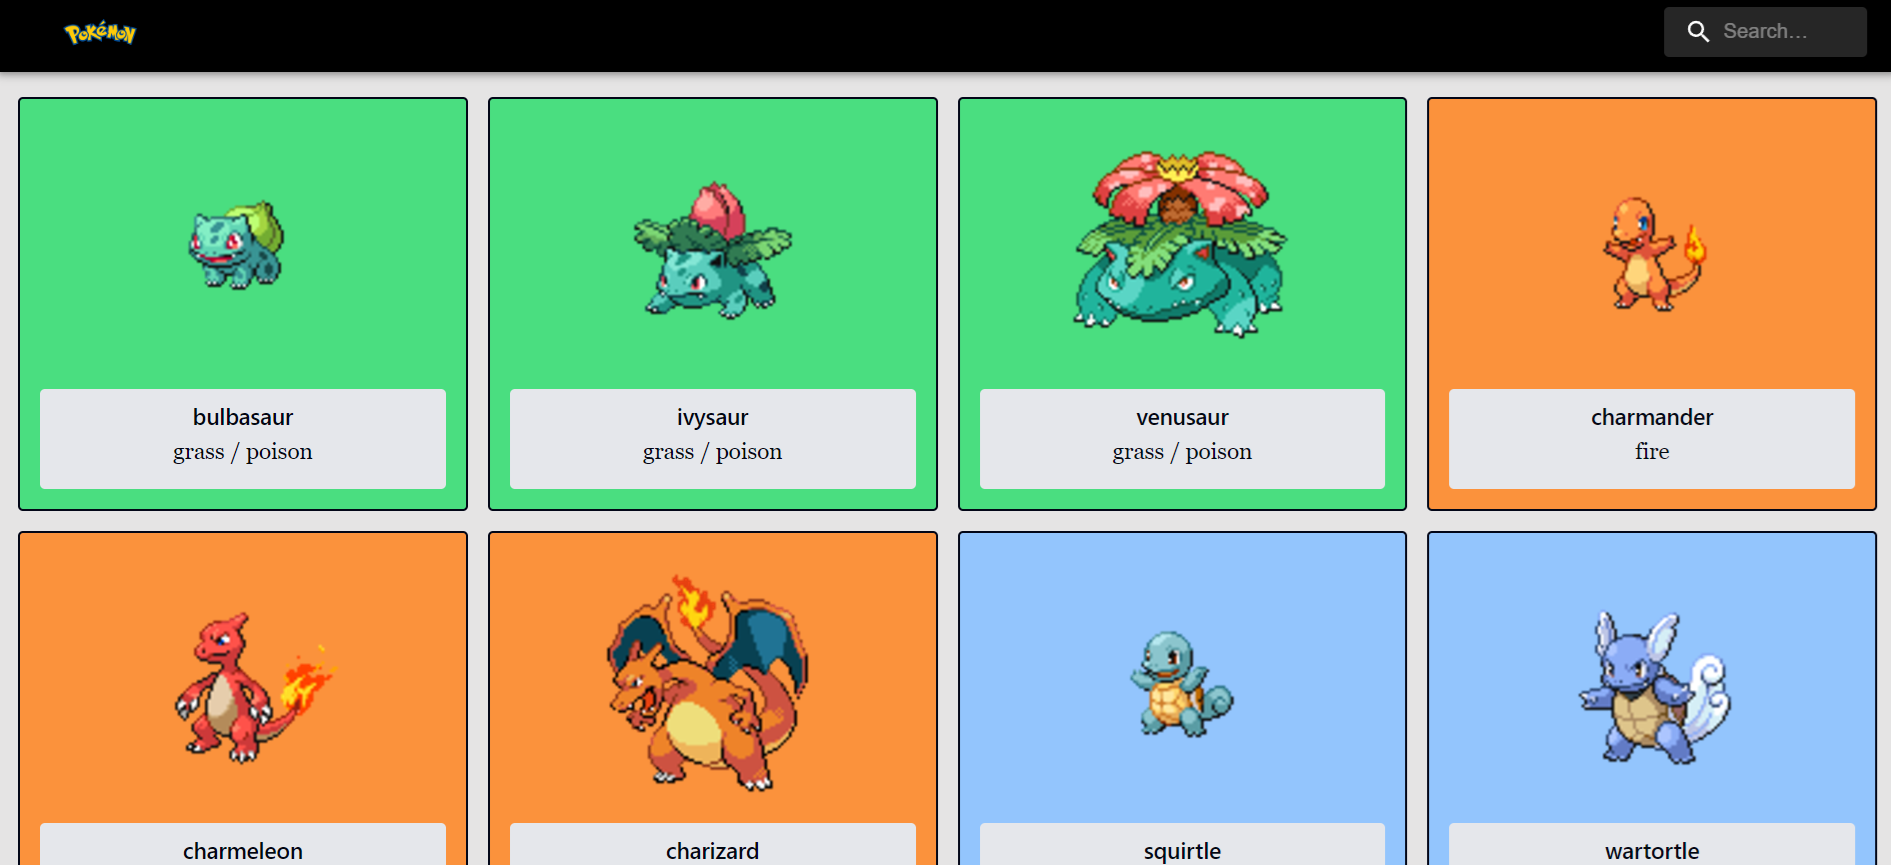 POKéMON
Search…
bulbasaur
grass / poison
ivysaur
grass / poison
venusaur
grass / poison
charmander
fire
charmeleon
charizard
squirtle
wartortle